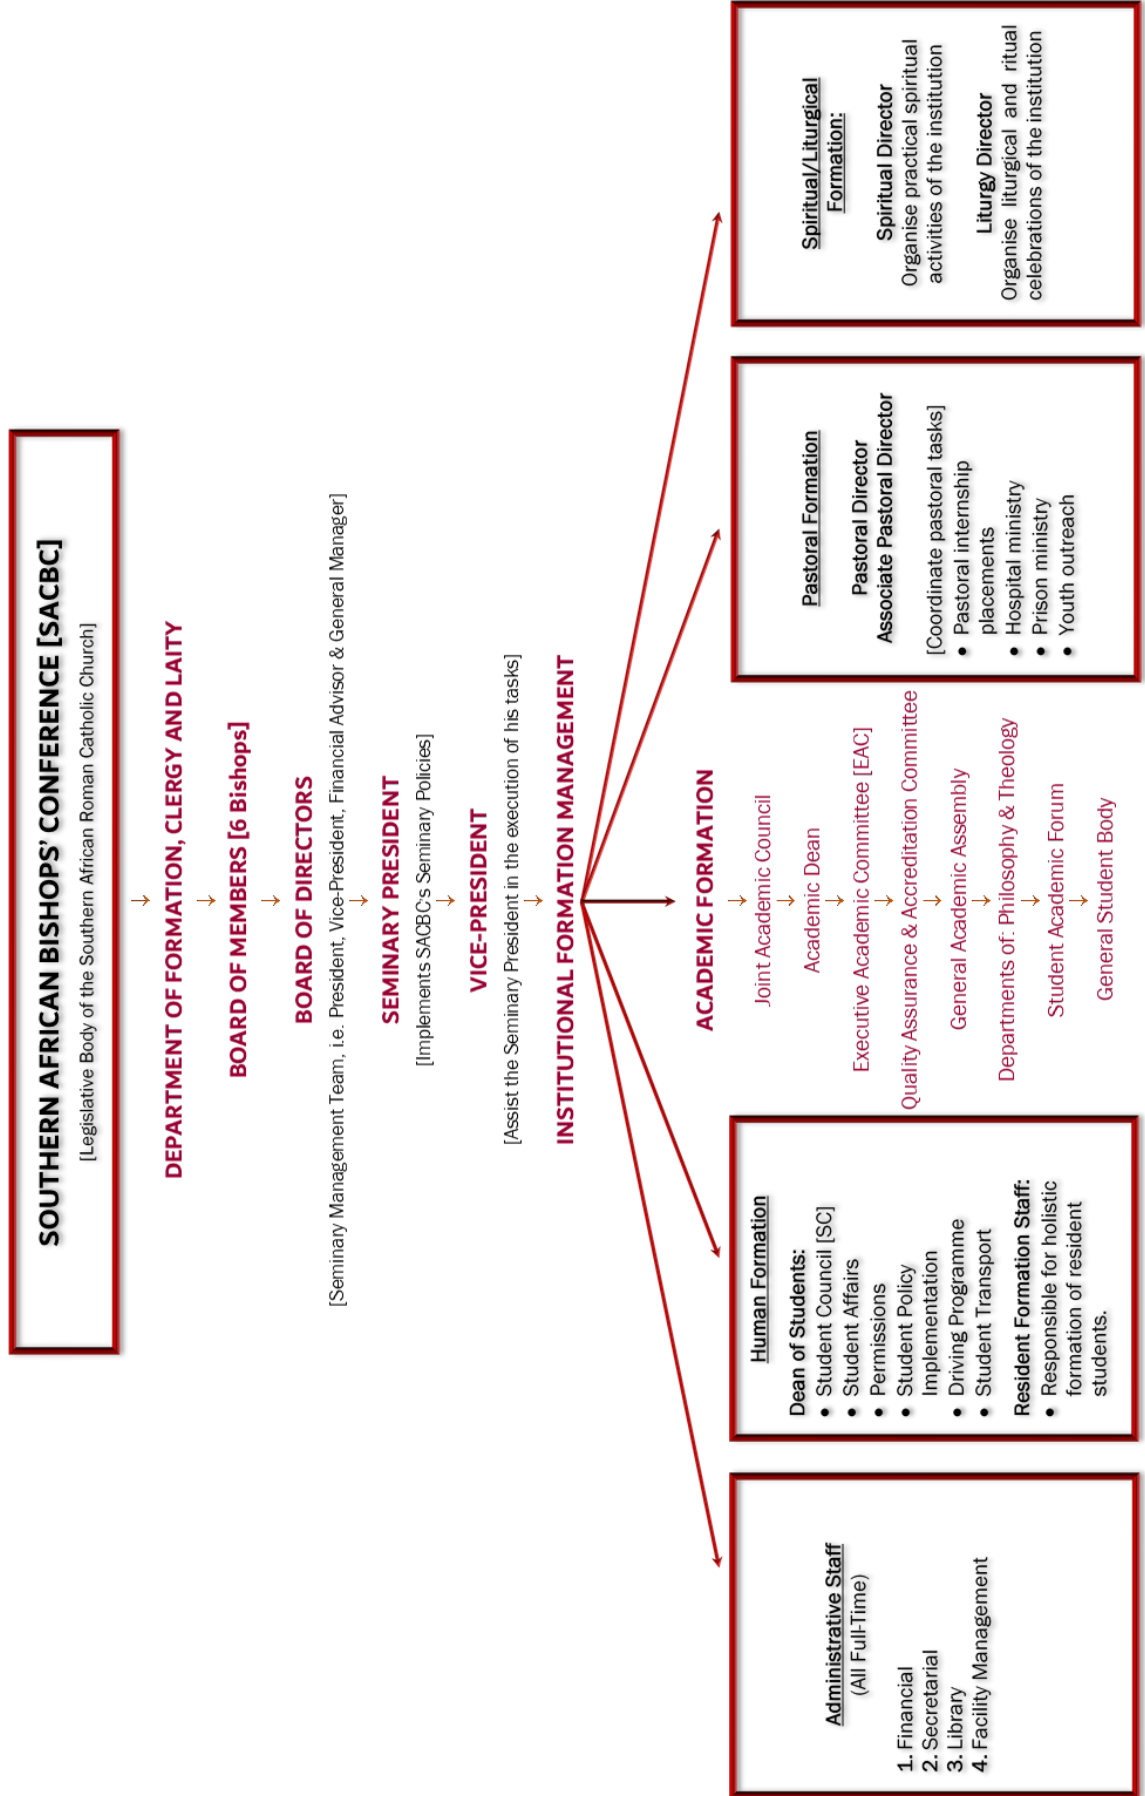 SOUTHERN AFRICAN BISHOPS' CONFERENCE [SACBC]
[Legislative Body of the Southern African Roman Catholic Church]
DEPARTMENT OF FORMATION, CLERGY AND LAITY
BOARD OF MEMBERS [6 Bishops]
BOARD OF DIRECTORS
[Seminary Management Team, i.e. President, Vice-President, Financial Advisor & General Manager]
SEMINARY PRESIDENT
[Implements SACBC's Seminary Policies]
VICE-PRESIDENT
[Assist the Seminary President in the execution of his tasks]
INSTITUTIONAL FORMATION MANAGEMENT
Administrative Staff
(All Full-Time)
1. Financial
2. Secretarial
3. Library
4. Facility Management
Human Formation
Dean of Students:
• Student Council [SC]
• Student Affairs
• Permissions
• Student Policy
Implementation
• Driving Programme
• Student Transport
Resident Formation Staff:
• Responsible for holistic
formation of resident
students.
ACADEMIC FORMATION
Joint Academic Council
Academic Dean
Executive Academic Committee [EAC]
Quality Assurance & Accreditation Committee
General Academic Assembly
Departments of: Philosophy & Theology
Student Academic Forum
General Student Body
Pastoral Formation
Pastoral Director
Associate Pastoral Director
[Coordinate pastoral tasks]
• Pastoral internship
placements
• Hospital ministry
• Prison ministry
• Youth outreach
Spiritual/Liturgical
Formation:
Spiritual Director
Organise practical spiritual
activities of the institution
Liturgy Director
Organise liturgical and ritual
celebrations of the institution